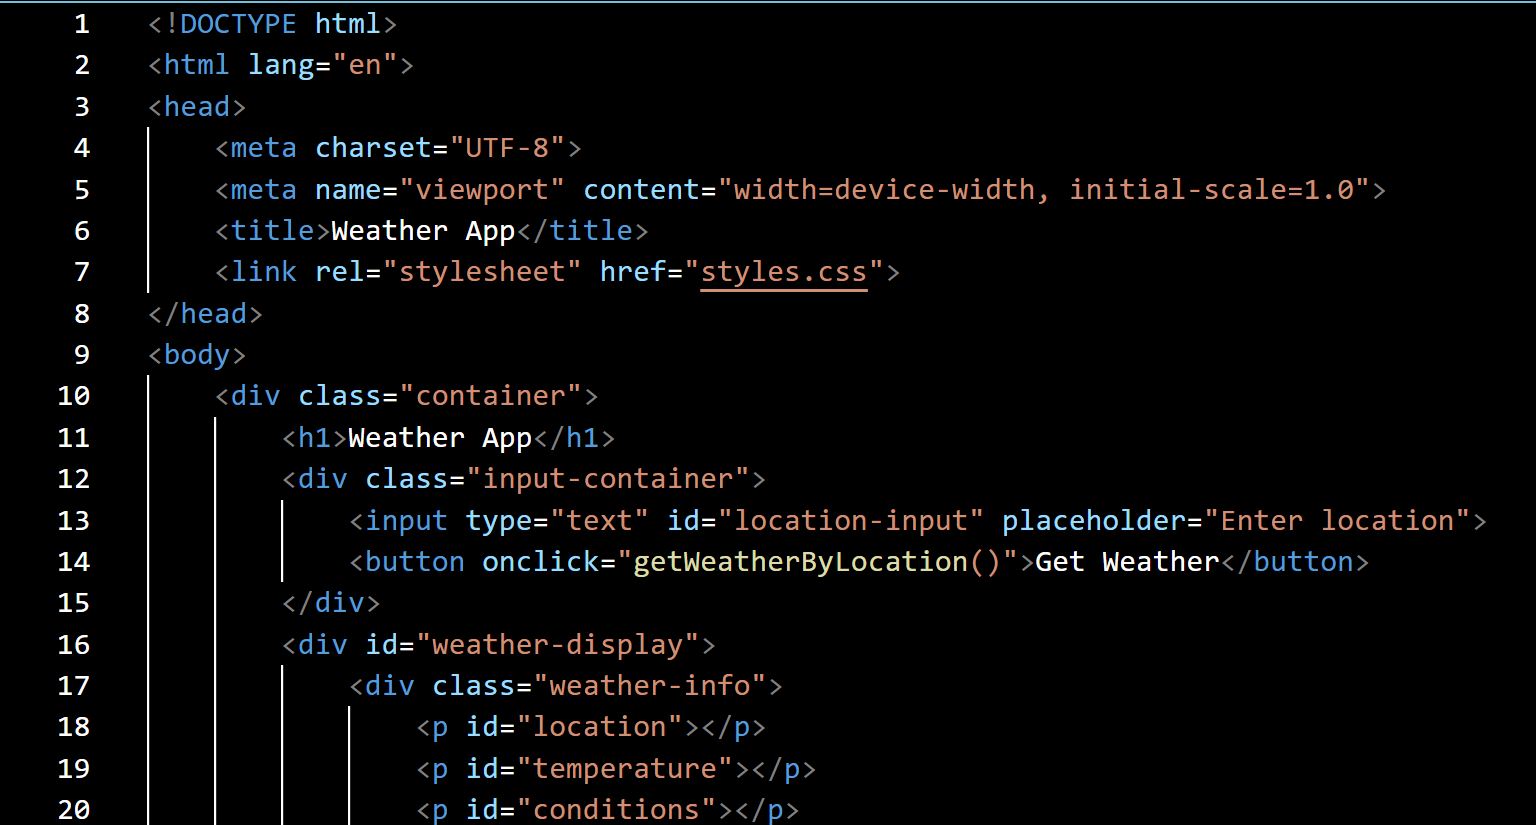 1 <!DOCTYPE html>
2 <html lang="en">
3 <head>
4     <meta charset="UTF-8">
5     <meta name="viewport" content="width=device-width, initial-scale=1.0">
6     <title>Weather App</title>
7     <link rel="stylesheet" href="styles.css">
8 </head>
9 <body>
10     <div class="container">
11         <h1>Weather App</h1>
12         <div class="input-container">
13             <input type="text" id="location-input" placeholder="Enter location">
14             <button onclick="getWeatherByLocation()">Get Weather</button>
15         </div>
16         <div id="weather-display">
17             <div class="weather-info">
18                 <p id="location"></p>
19                 <p id="temperature"></p>
20                 <p id="conditions"></p>